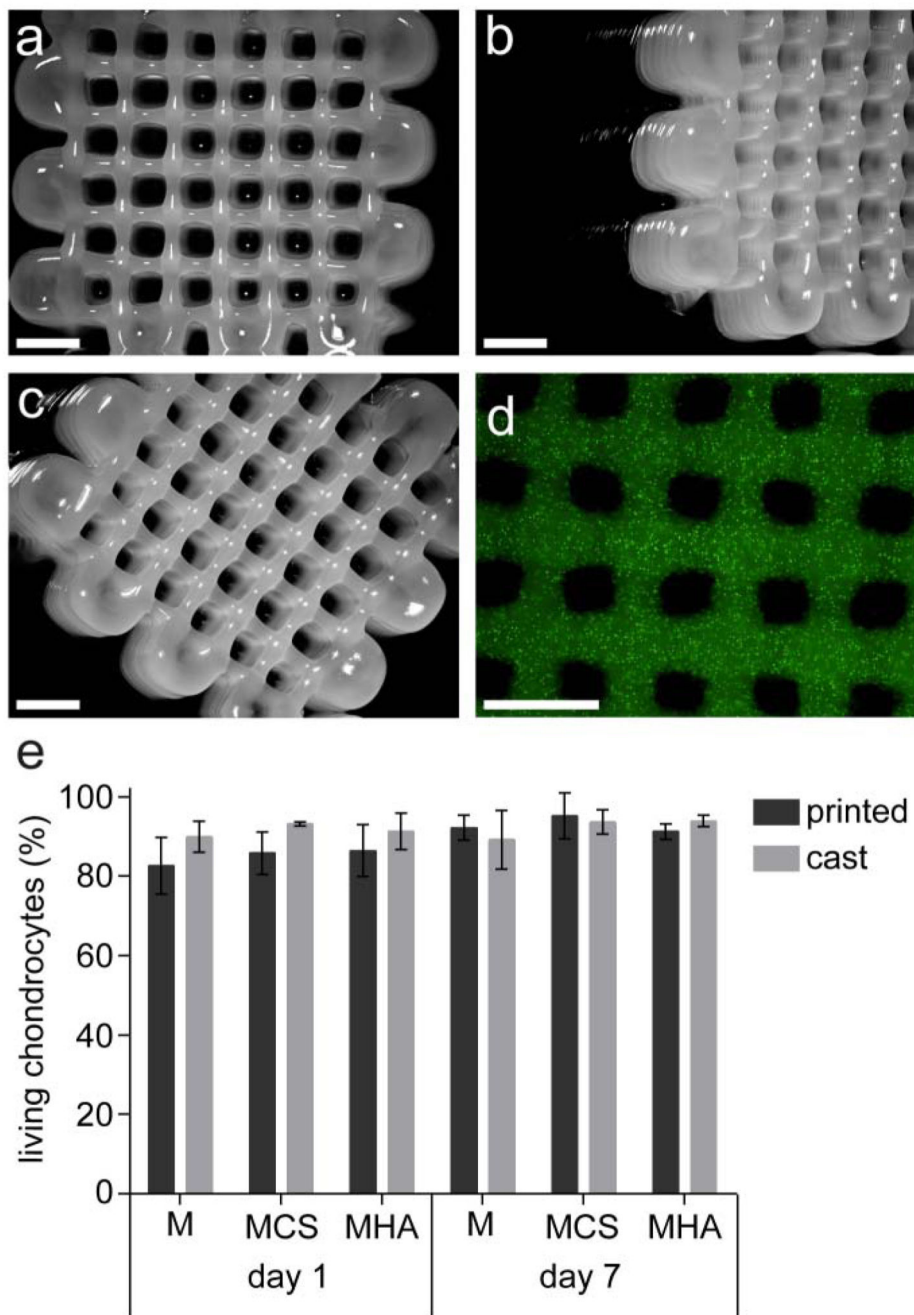 a
b
c
d
e
living chondrocytes (%)
100
80
60
40
20
0
printed
cast
M MCS MHA M MCS MHA
day 1 day 7